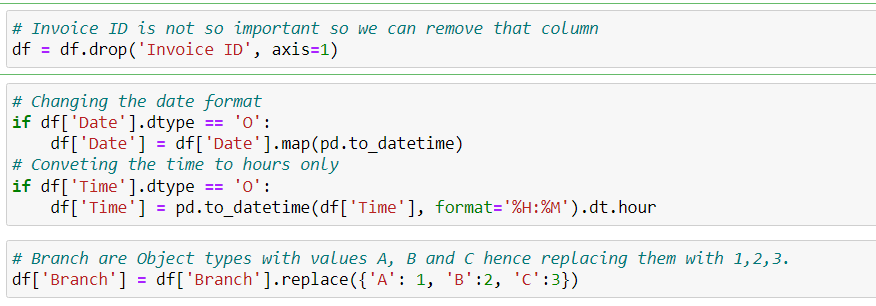 # Invoice ID is not so important so we can remove that column
df = df.drop('Invoice ID', axis=1)
# Changing the date format
if df['Date'].dtype == 'O':
    df['Date'] = df['Date'].map(pd.to_datetime)
# Conveting the time to hours only
if df['Time'].dtype == 'O':
    df['Time'] = pd.to_datetime(df['Time'], format='%H:%M').dt.hour
# Branch are Object types with values A, B and C hence replacing them with 1,2,3.
df['Branch'] = df['Branch'].replace({'A': 1, 'B':2, 'C':3})